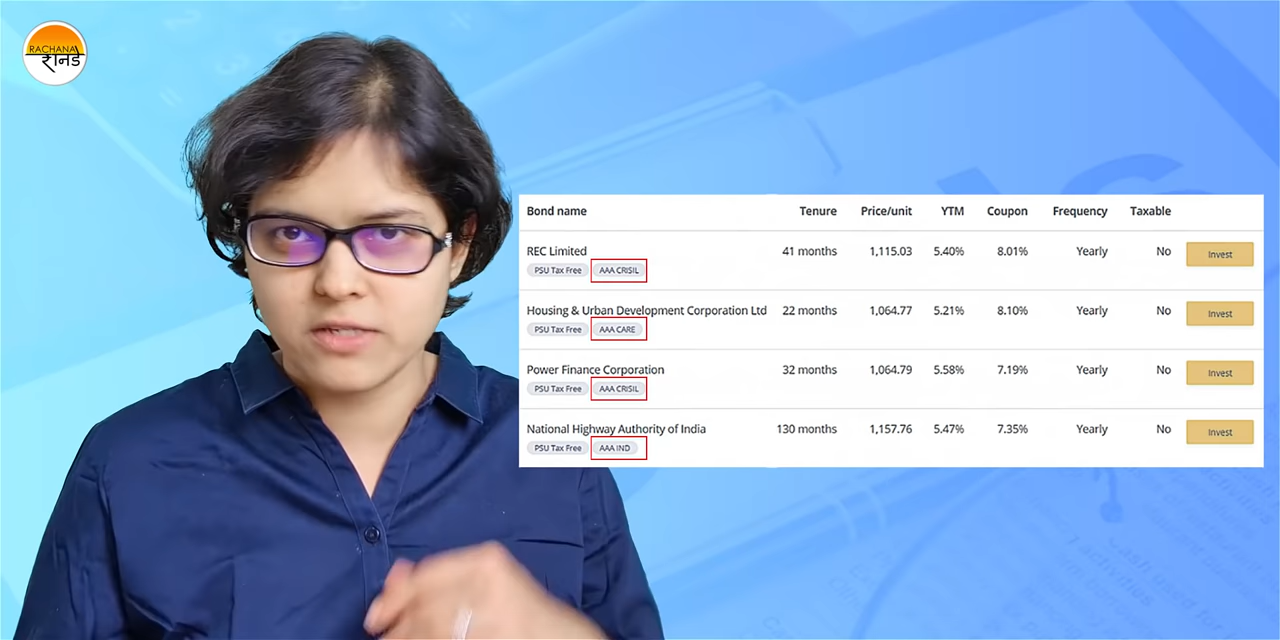 RACHANA
रानडे
Bond name Tenure Price/unit YTM Coupon Frequency Taxable
REC Limited 41 months 1,115.03 5.40% 8.01% Yearly No Invest
PSU Tax Free AAA CRISIL
Housing & Urban Development Corporation Ltd 22 months 1,064.77 5.21% 8.10% Yearly No Invest
PSU Tax Free AAA CARE
Power Finance Corporation 32 months 1,064.79 5.58% 7.19% Yearly No Invest
PSU Tax Free AAA CRISIL
National Highway Authority of India 130 months 1,157.76 5.47% 7.35% Yearly No Invest
PSU Tax Free AAA IND
Cash used for